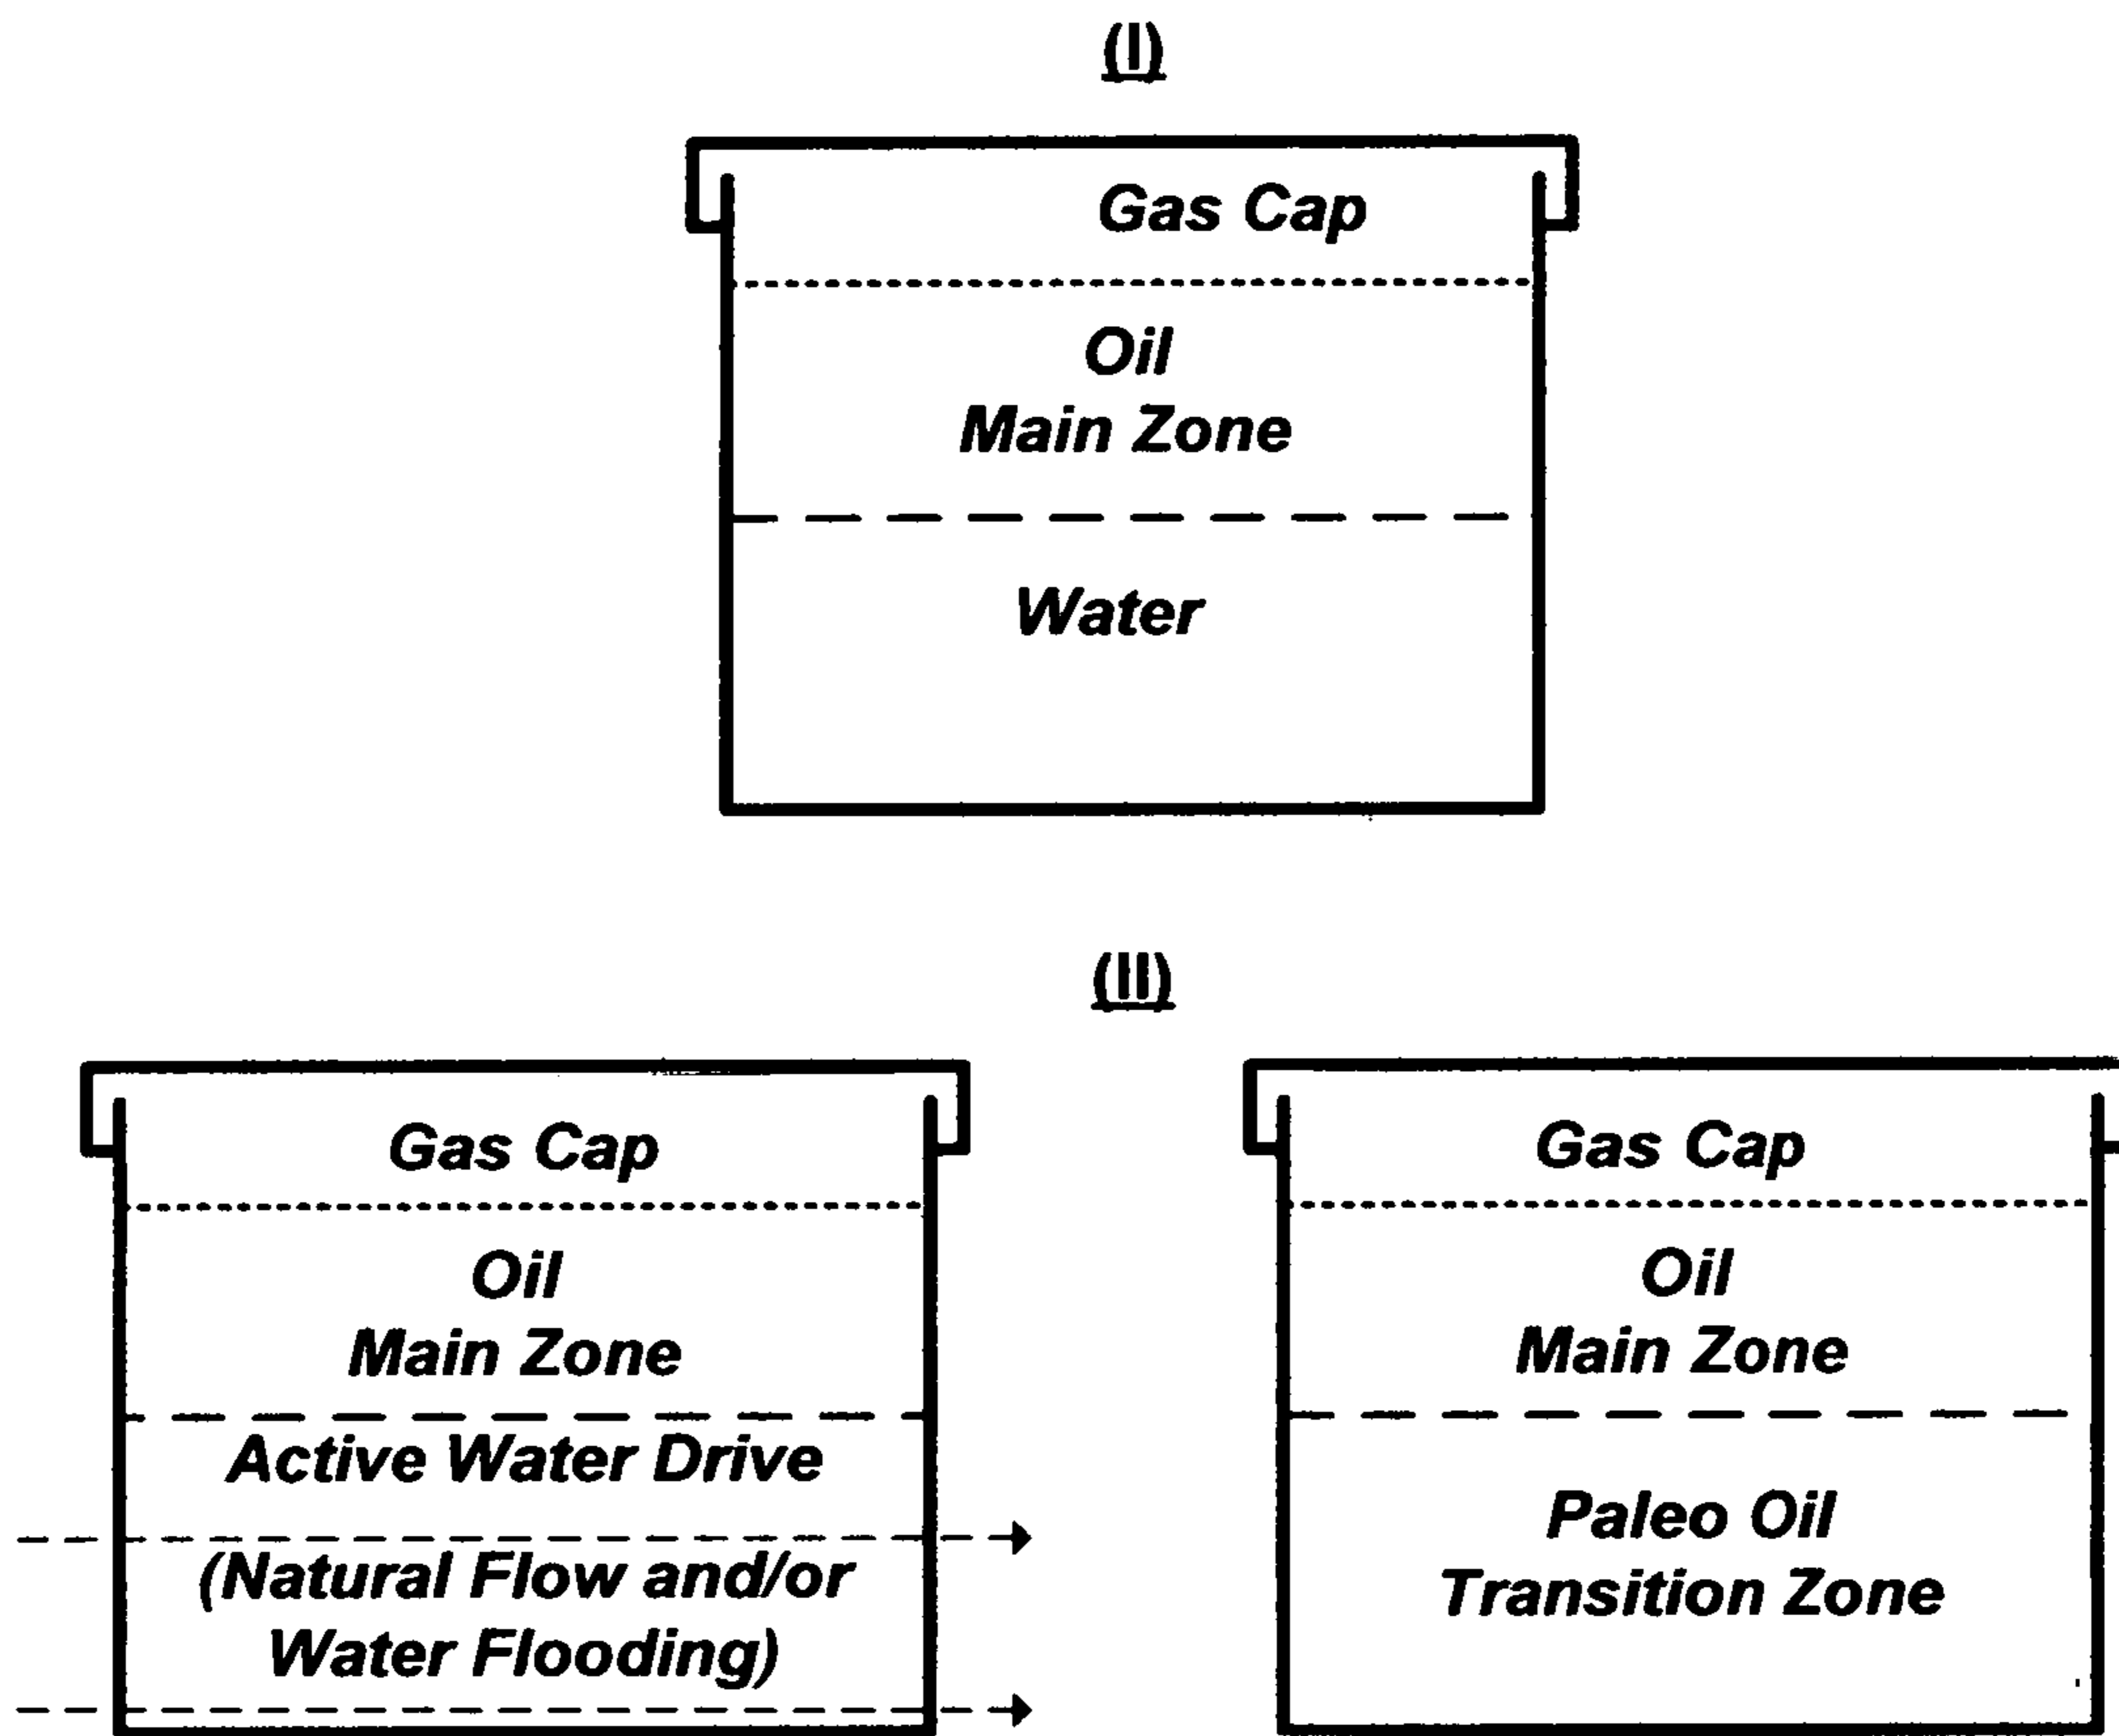 (I)
Gas Cap
Oil
Main Zone
Water
(II)
Gas Cap
Oil
Main Zone
Active Water Drive
(Natural Flow and/or
Water Flooding)
Gas Cap
Oil
Main Zone
Paleo Oil
Transition Zone